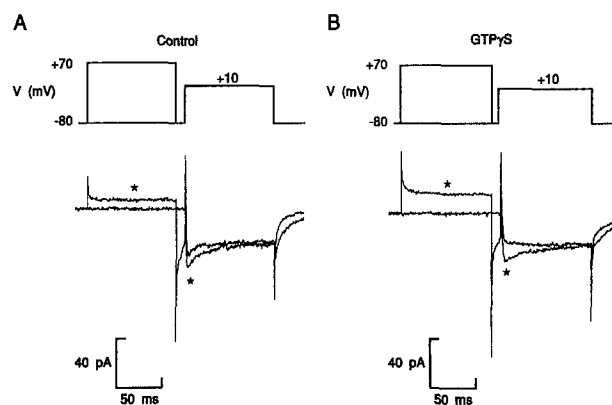 A
Control
+70
V (mV)
+10
-80
★
★
40 pA
50 ms
B
GTPγS
+70
V (mV)
+10
-80
★
★
40 pA
50 ms